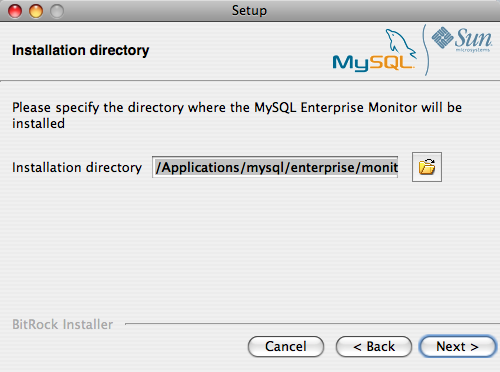 Setup
Installation directory
MySQL
Sun
microsystems
Please specify the directory where the MySQL Enterprise Monitor will be
installed
Installation directory /Applications/mysql/enterprise/monit
BitRock Installer
Cancel < Back Next >